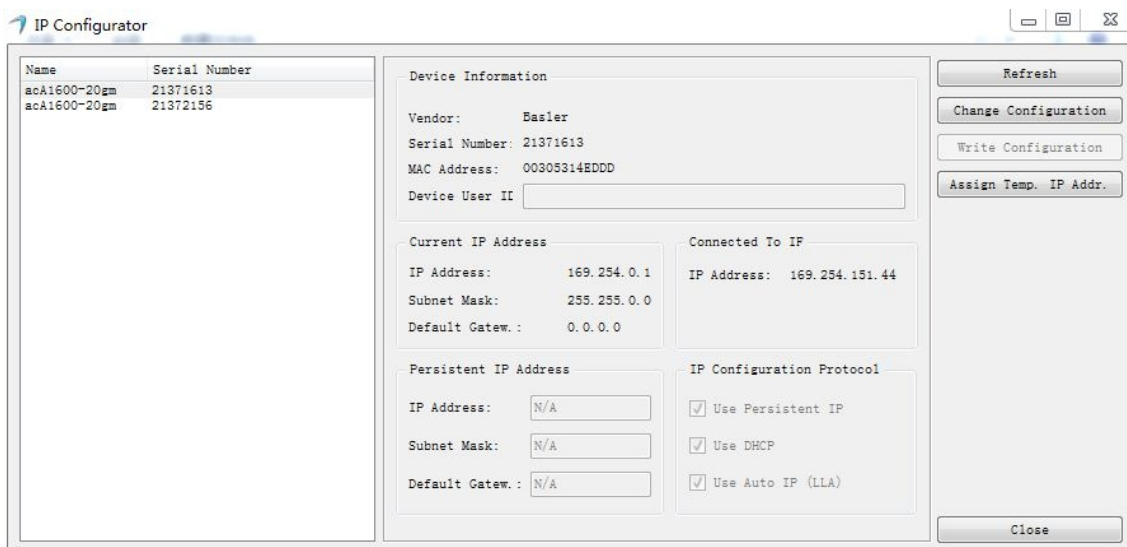 IP Configurator
Name Serial Number
acA1600-20gm 21371613
acA1600-20gm 21372156
Device Information
Vendor: Basler
Serial Number: 21371613
MAC Address: 00305314EDDD
Device User II
Current IP Address
IP Address: 169.254.0.1
Subnet Mask: 255.255.0.0
Default Gatew.: 0.0.0.0
Connected To IF
IP Address: 169.254.151.44
Persistent IP Address
IP Address: N/A
Subnet Mask: N/A
Default Gatew.: N/A
IP Configuration Protocol
Use Persistent IP
Use DHCP
Use Auto IP (LLA)
Refresh
Change Configuration
Write Configuration
Assign Temp. IP Addr.
Close